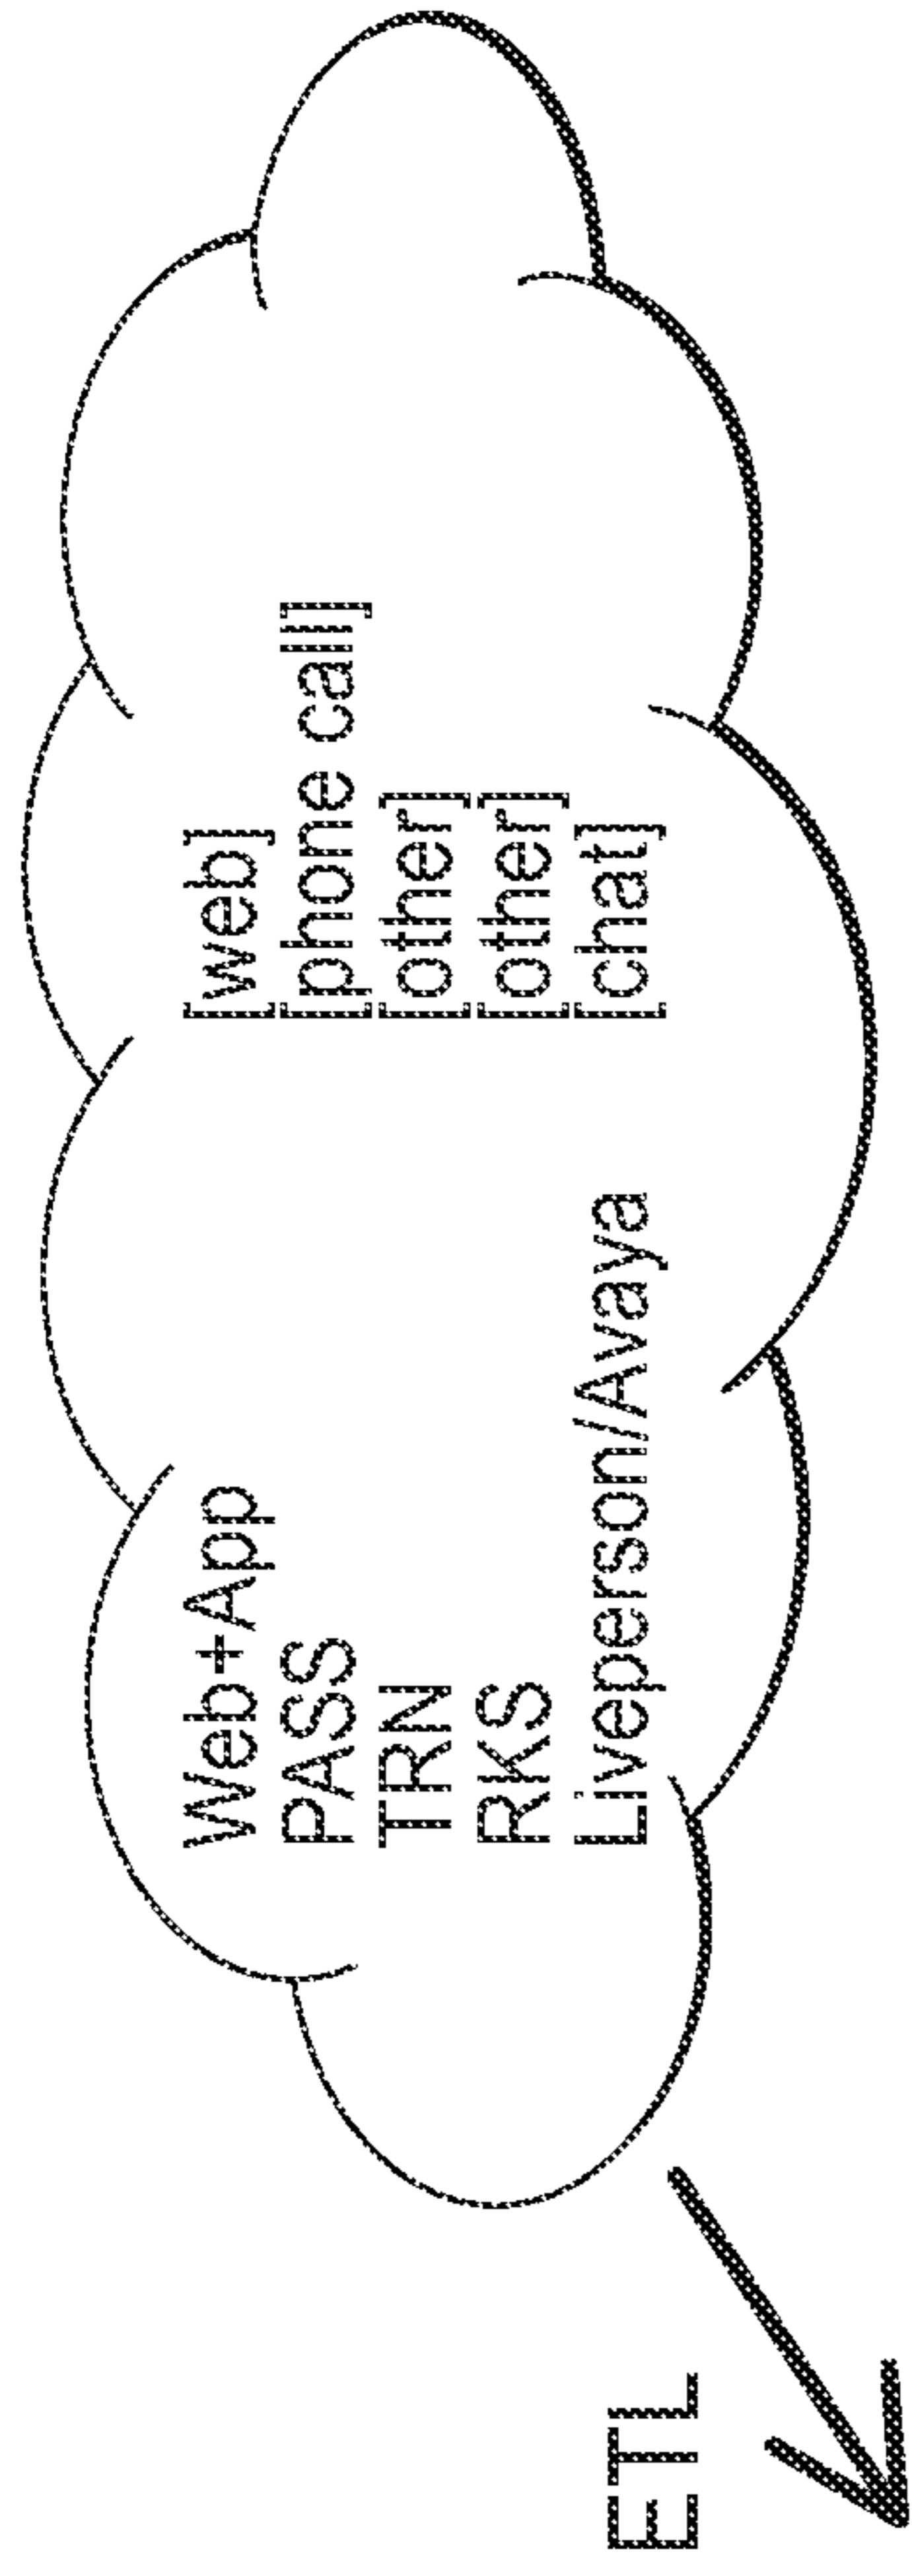 Web+App [web]
PASS [phone call]
TRN [other]
RKS [other]
Liveperson/Avaya [chat]
ETL